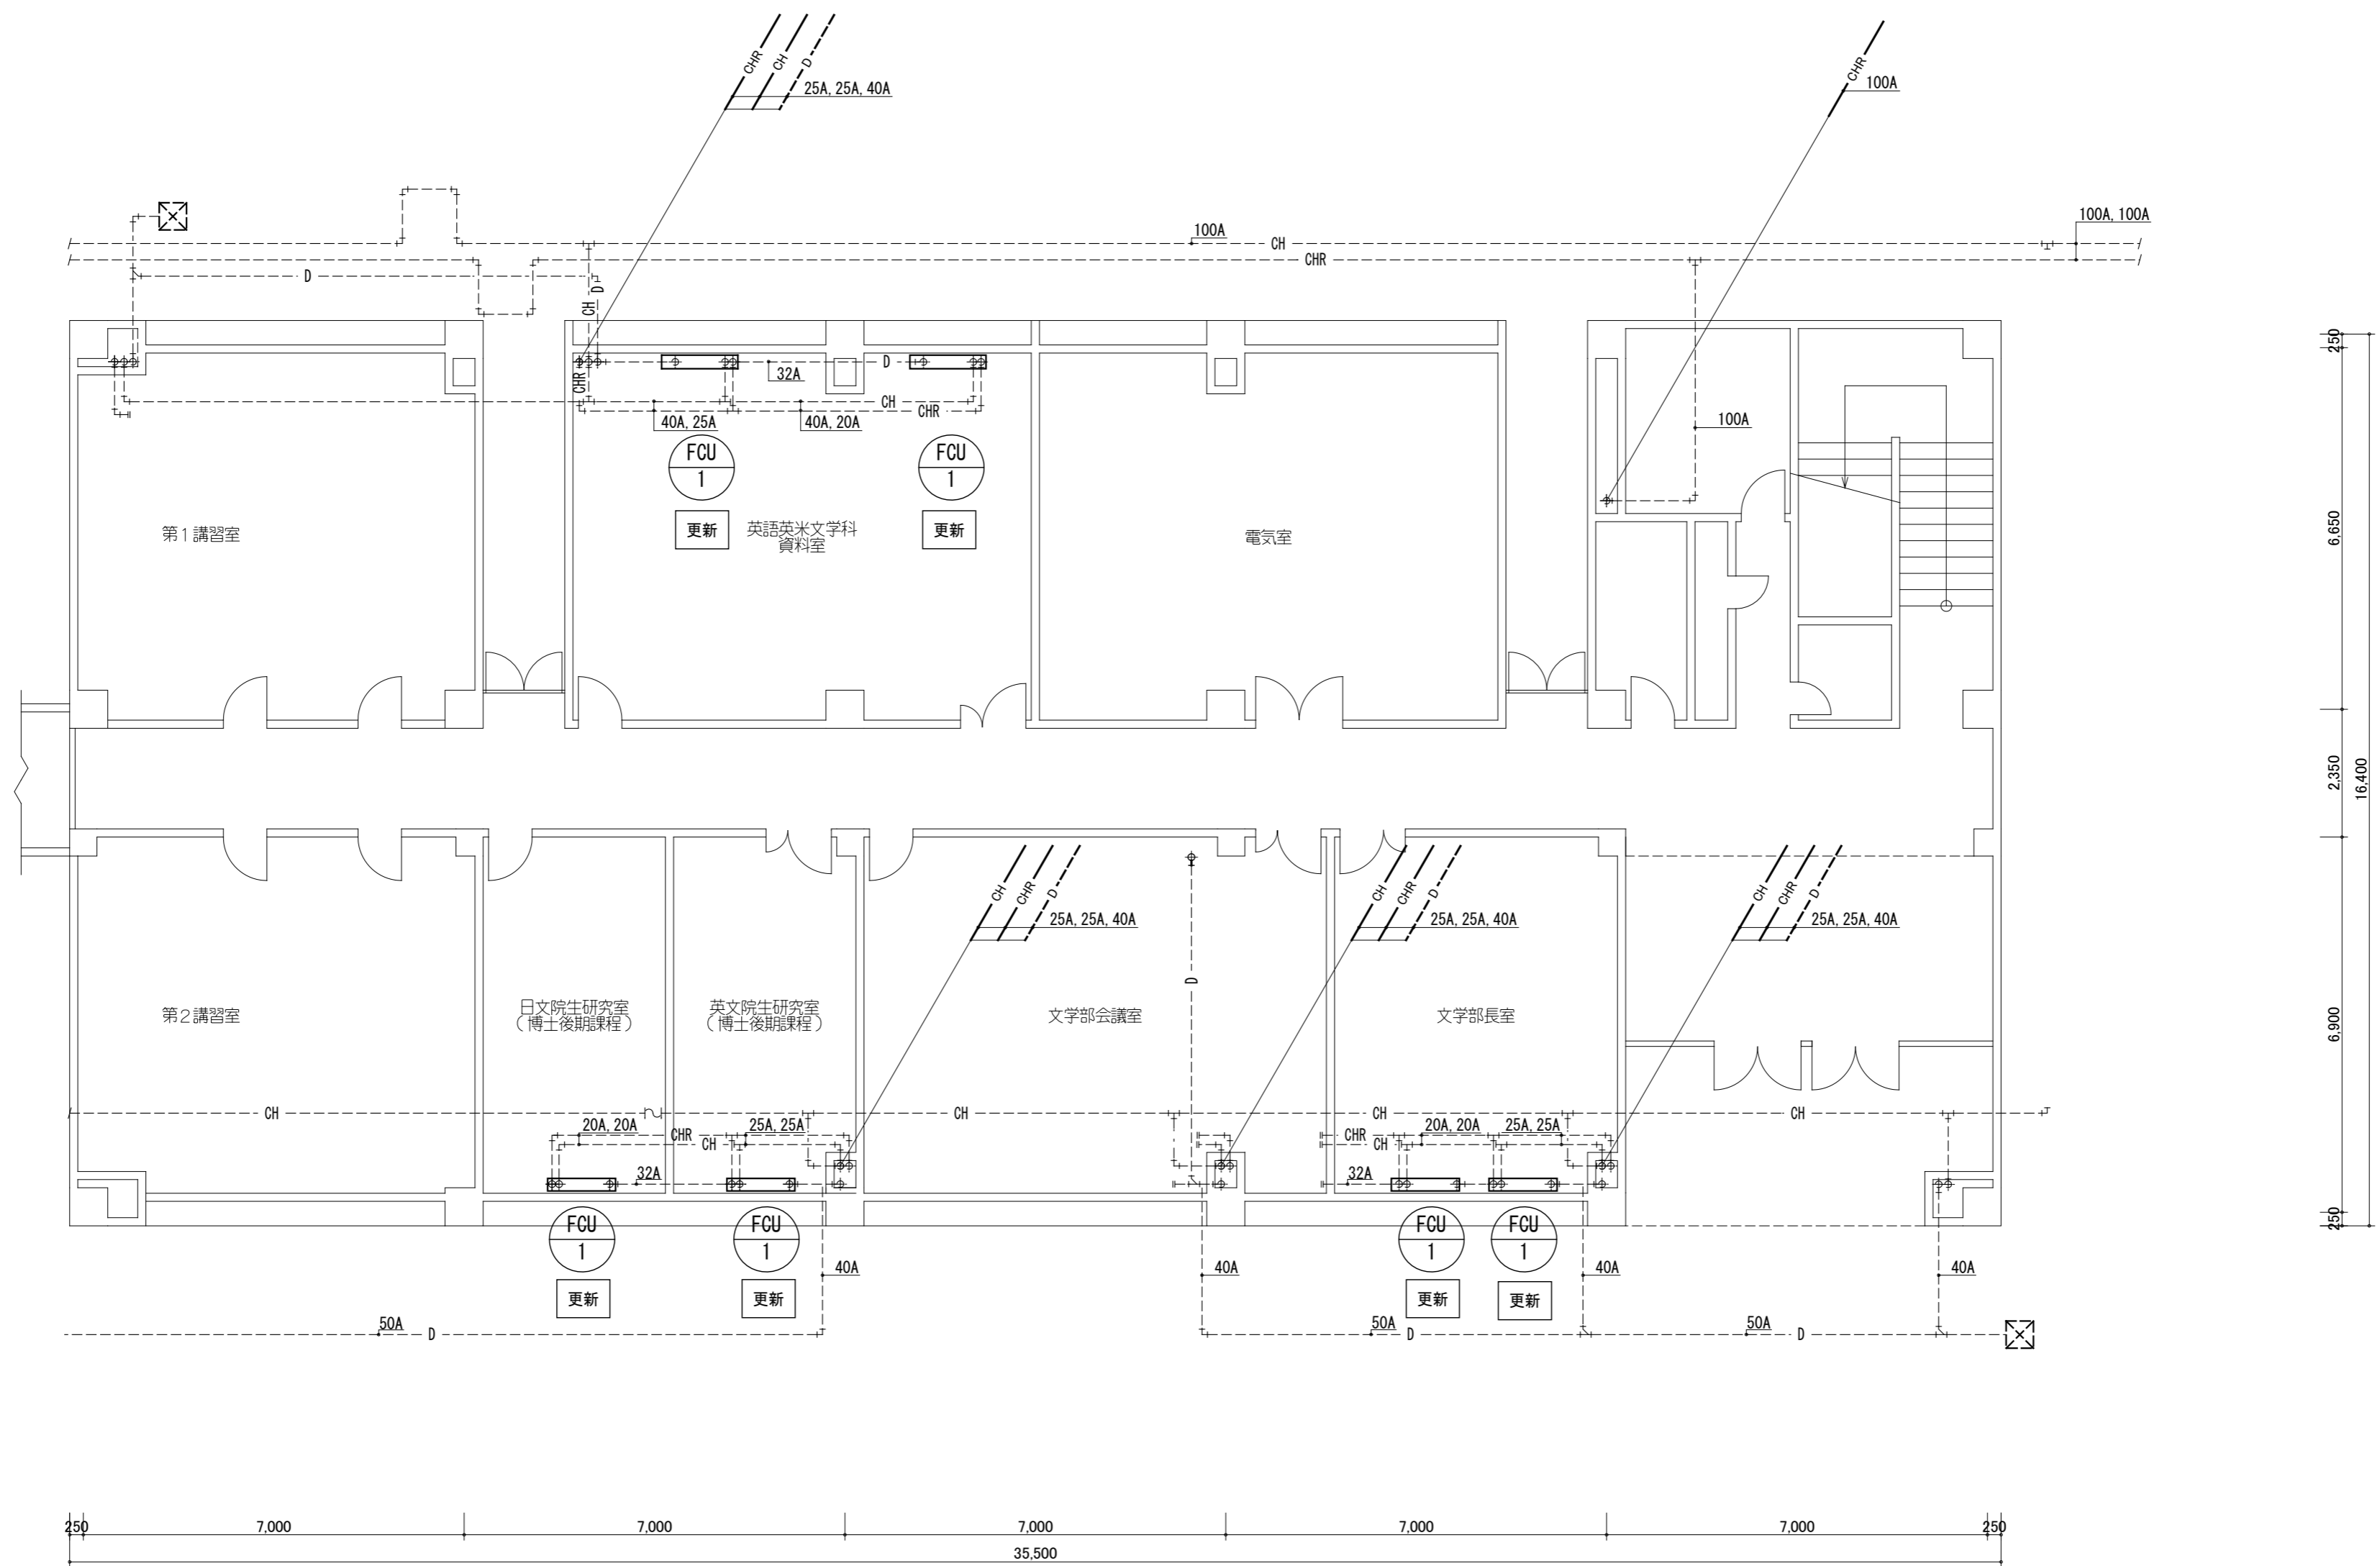 CHR
CH
D
25A, 25A, 40A
CHR
100A
100A, 100A
100A
CH
CHR
D
CH
D
CHR
32A
D
CH
CHR
40A, 25A
40A, 20A
100A
FCU
1
更新
FCU
1
更新
第1講習室
英語英米文学科
資料室
電気室
250
6,650
2,350
16,400
6,900
250
CH
CHR
D
25A, 25A, 40A
CH
CHR
D
25A, 25A, 40A
CH
CHR
D
25A, 25A, 40A
D
第2講習室
日文院生研究室
(博士後期課程)
英文院生研究室
(博士後期課程)
文学部会議室
文学部長室
CH
CH
CH
CH
20A, 20A
CHR
25A, 25A
CH
CHR
20A, 20A
25A, 25A
CH
32A
32A
FCU
1
更新
FCU
1
更新
FCU
1
更新
FCU
1
更新
40A
40A
40A
40A
50A
D
50A
D
50A
D
250
7,000
7,000
7,000
7,000
7,000
250
35,500